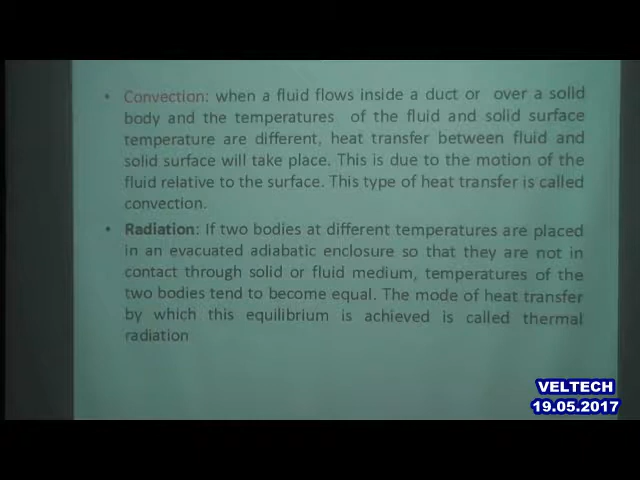 • Convection: when a fluid flows inside a duct or over a solid
body and the temperatures of the fluid and solid surface
temperature are different, heat transfer between fluid and
solid surface will take place. This is due to the motion of the
fluid relative to the surface. This type of heat transfer is called
convection.
• Radiation: If two bodies at different temperatures are placed
in an evacuated adiabatic enclosure so that they are not in
contact through solid or fluid medium, temperatures of the
two bodies tend to become equal. The mode of heat transfer
by which this equilibrium is achieved is called thermal
radiation
VELTECH
19.05.2017